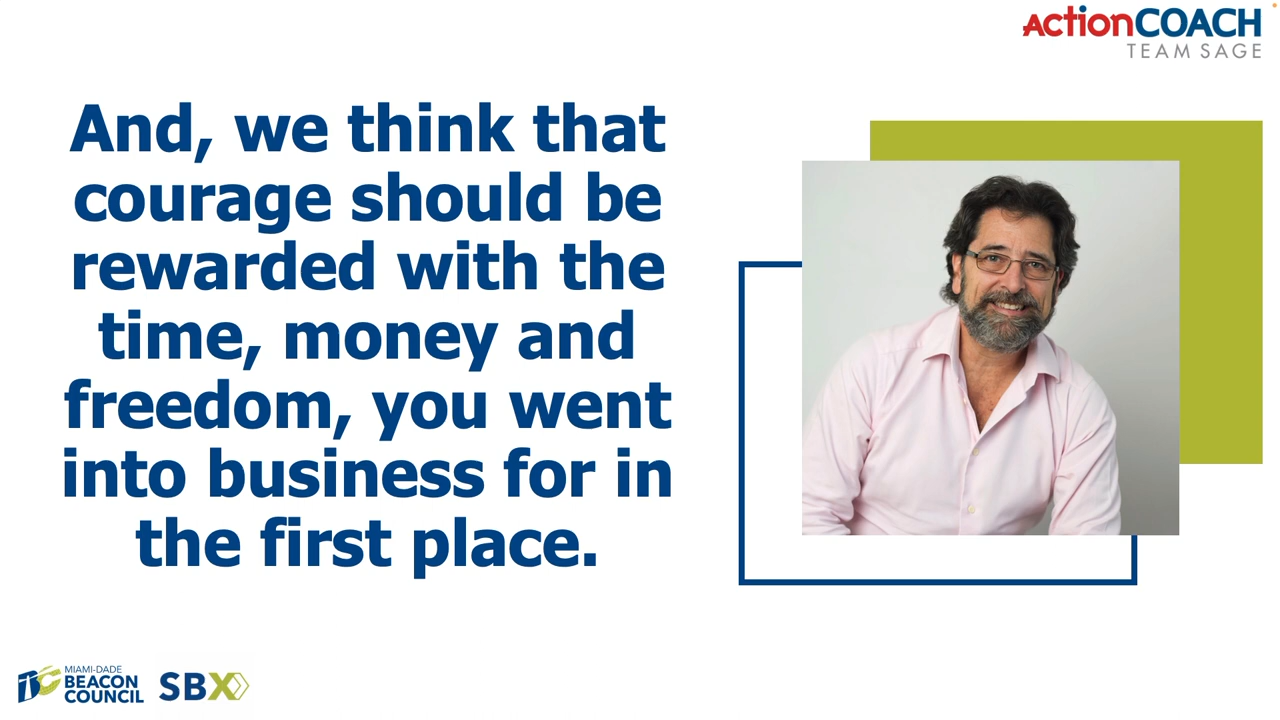 ActionCOACH
TEAM SAGE
And, we think that
courage should be
rewarded with the
time, money and
freedom, you went
into business for in
the first place.
MIAMI-DADE
BEACON
COUNCIL
SBX